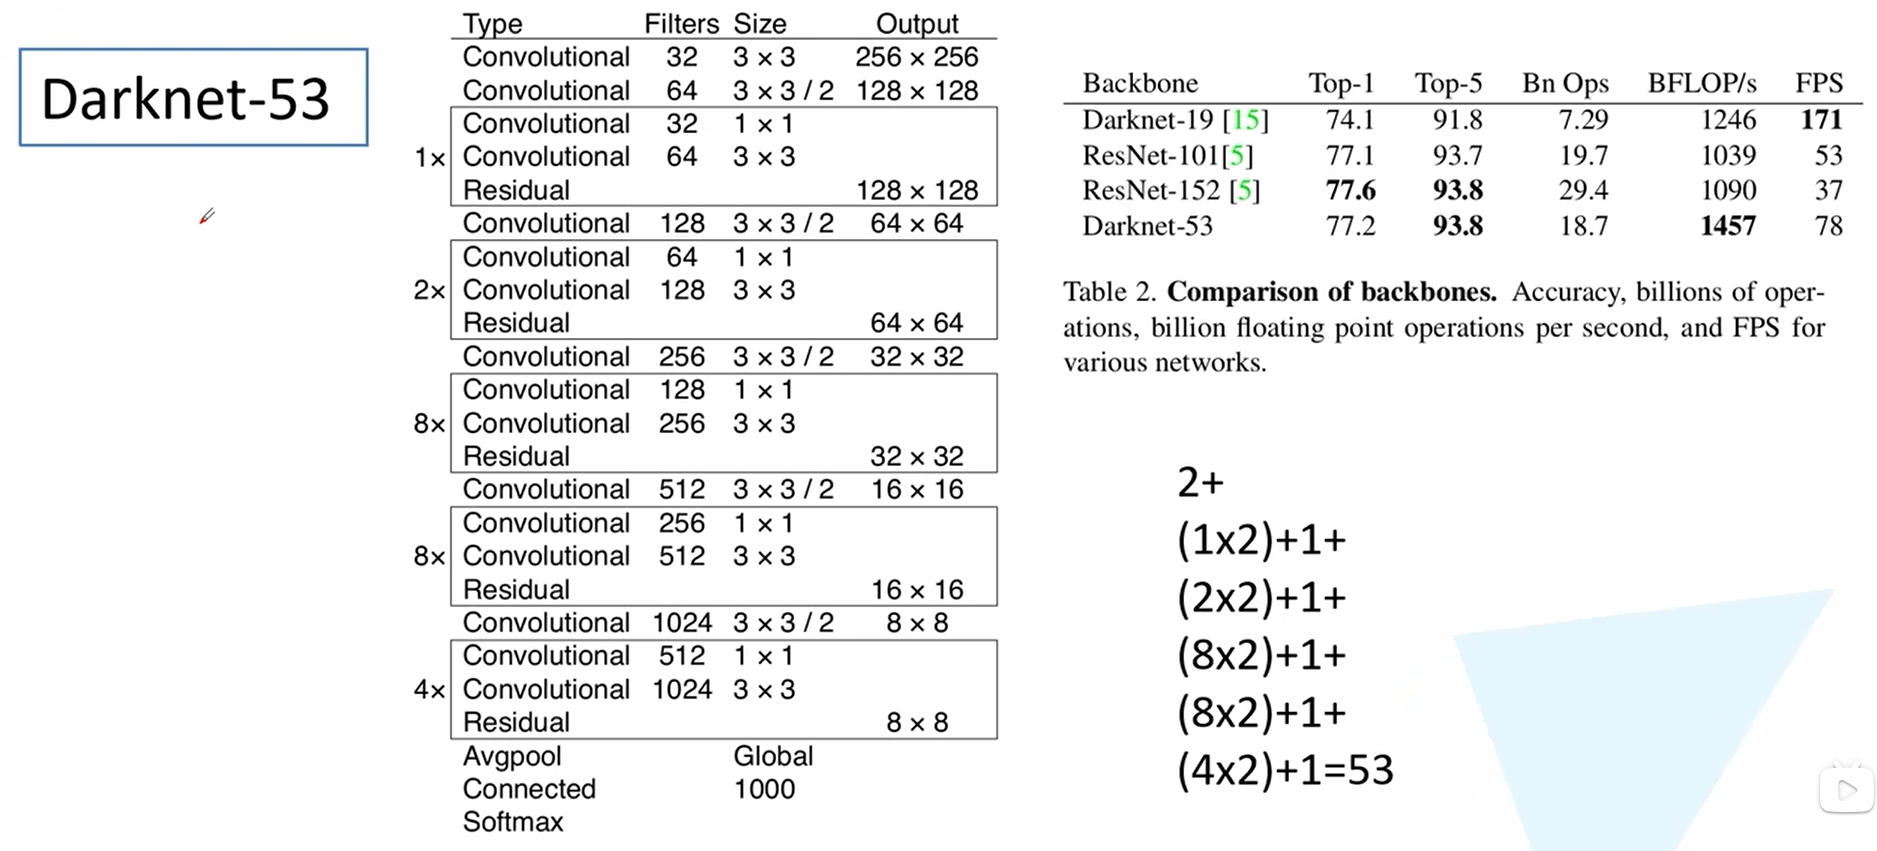 Darknet-53
Type Filters Size Output
Convolutional 32 3 × 3 256 × 256
Convolutional 64 3 × 3 / 2 128 × 128
Convolutional 32 1 × 1
1× Convolutional 64 3 × 3
Residual 128 × 128
Convolutional 128 3 × 3 / 2 64 × 64
Convolutional 64 1 × 1
2× Convolutional 128 3 × 3
Residual 64 × 64
Convolutional 256 3 × 3 / 2 32 × 32
Convolutional 128 1 × 1
8× Convolutional 256 3 × 3
Residual 32 × 32
Convolutional 512 3 × 3 / 2 16 × 16
Convolutional 256 1 × 1
8× Convolutional 512 3 × 3
Residual 16 × 16
Convolutional 1024 3 × 3 / 2 8 × 8
Convolutional 512 1 × 1
4× Convolutional 1024 3 × 3
Residual 8 × 8
Avgpool Global
Connected 1000
Softmax
Backbone Top-1 Top-5 Bn Ops BFLOP/s FPS
Darknet-19 [15] 74.1 91.8 7.29 1246 171
ResNet-101[5] 77.1 93.7 19.7 1039 53
ResNet-152 [5] 77.6 93.8 29.4 1090 37
Darknet-53 77.2 93.8 18.7 1457 78
Table 2. Comparison of backbones. Accuracy, billions of oper-
ations, billion floating point operations per second, and FPS for
various networks.
2+
(1x2)+1+
(2x2)+1+
(8x2)+1+
(8x2)+1+
(4x2)+1=53